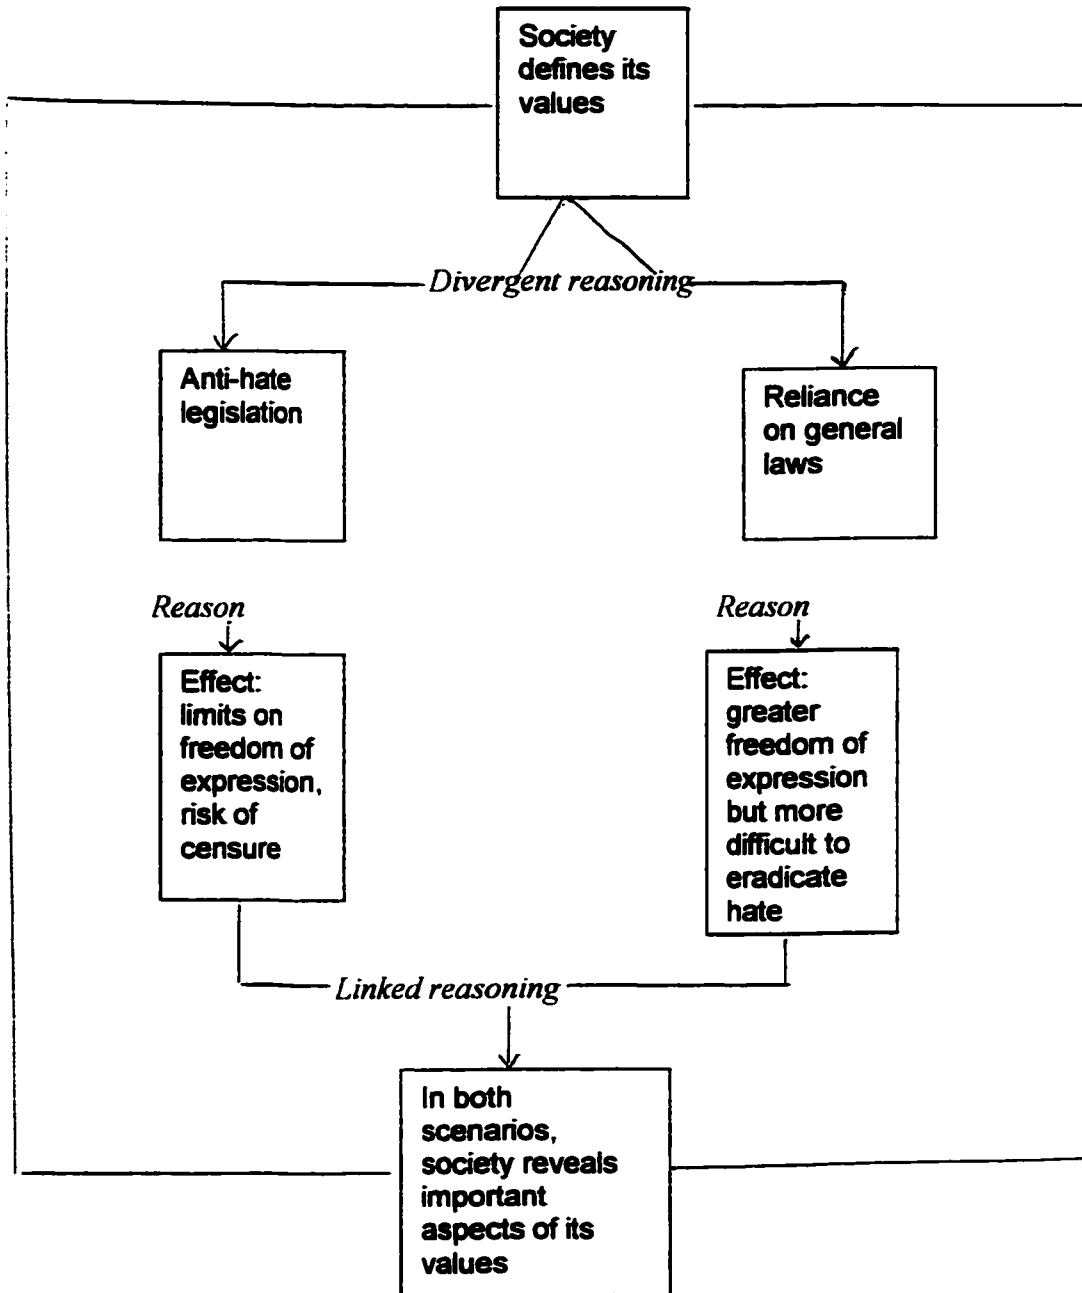 Society
defines its
values
Divergent reasoning
Anti-hate
legislation
Reliance
on general
laws
Reason
Reason
Effect:
limits on
freedom of
expression,
risk of
censure
Effect:
greater
freedom of
expression
but more
difficult to
eradicate
hate
Linked reasoning
In both
scenarios,
society reveals
important
aspects of its
values